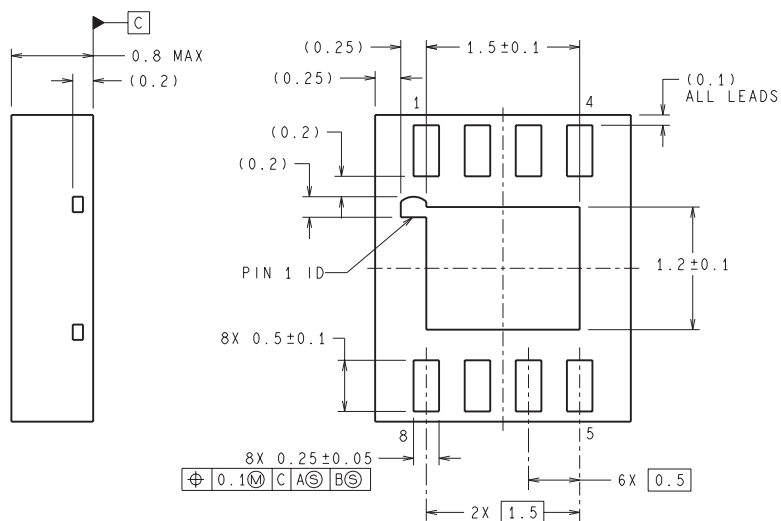 C
0.8 MAX
(0.2)
(0.25)
1.5±0.1
(0.25)
(0.1)
ALL LEADS
1
4
(0.2)
(0.2)
PIN 1 ID
1.2±0.1
8X 0.5±0.1
8
5
8X 0.25±0.05
⌖ 0.1Ⓜ C AⓈ BⓈ
6X 0.5
2X 1.5